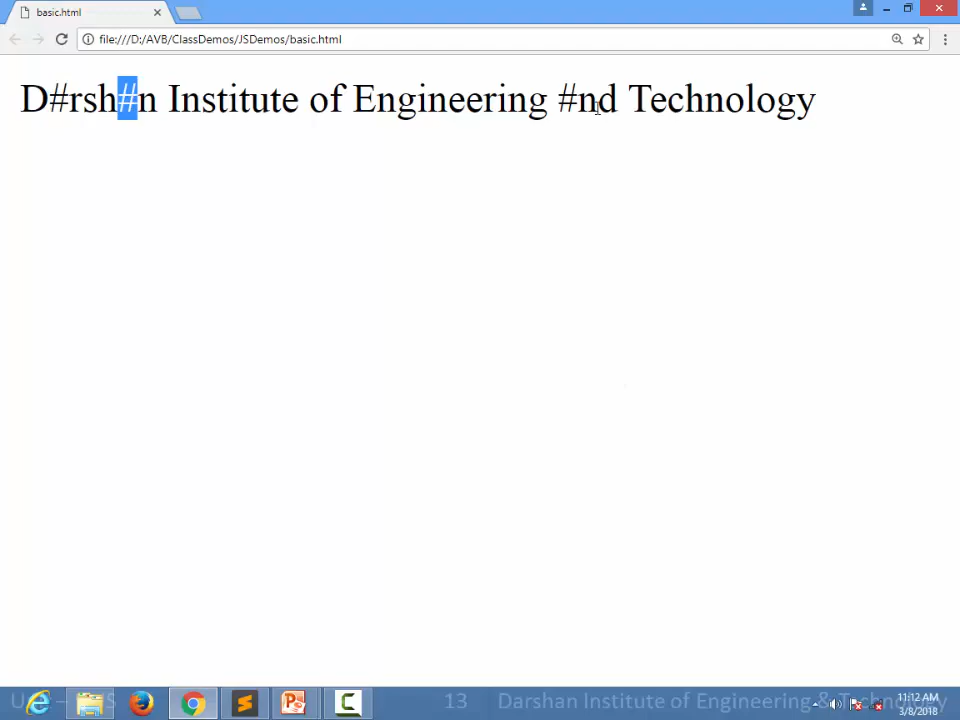 basic.html
file:///D:/AVB/ClassDemos/JSDemos/basic.html
D#rsh#n Institute of Engineering #nd Technology
13 Darshan Institute of Engineering & Technology
11:12 AM
3/8/2018